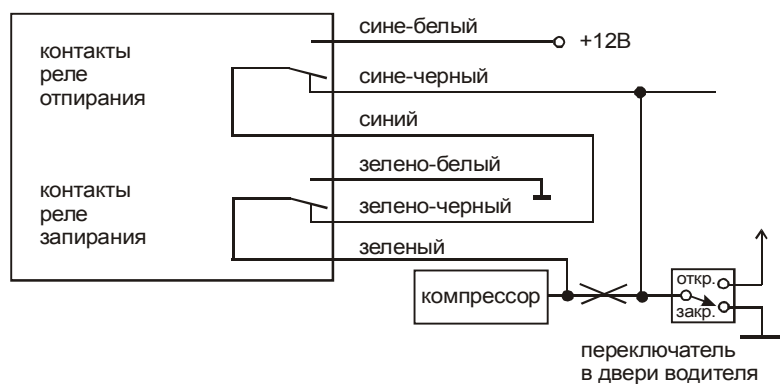 сине-белый
+12В
контакты
реле
отпирания
сине-черный
синий
зелено-белый
контакты
реле
запирания
зелено-черный
зеленый
компрессор
откр.
закр.
переключатель
в двери водителя